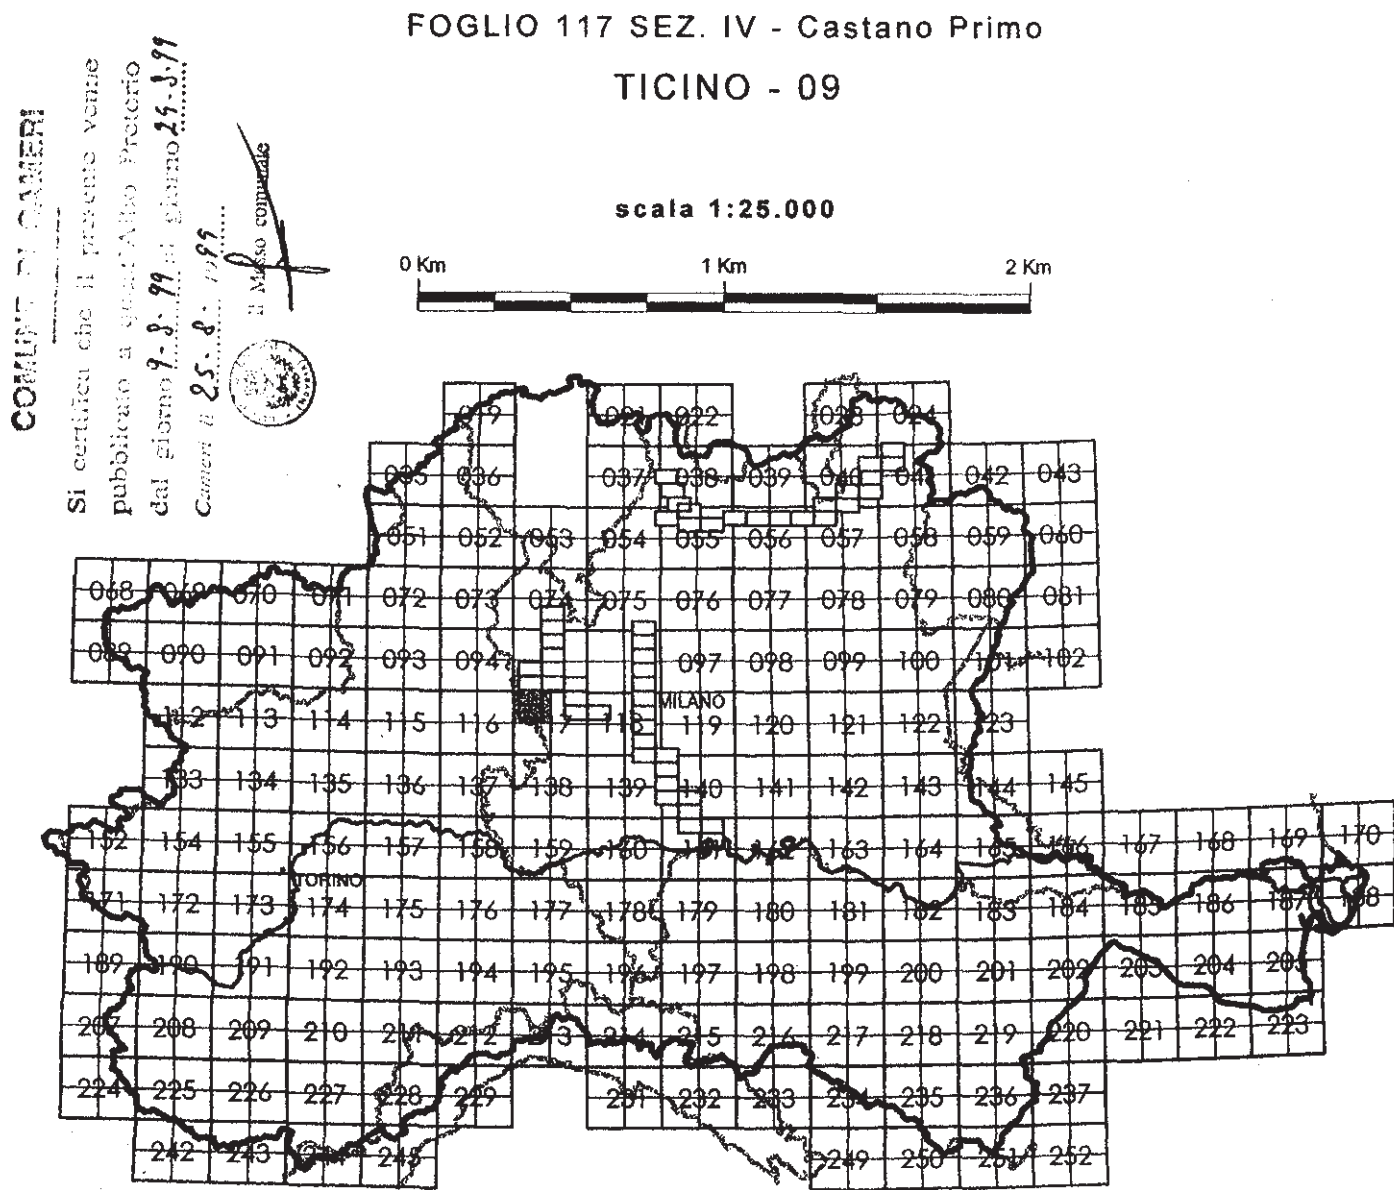 FOGLIO 117 SEZ. IV - Castano Primo
TICINO - 09
scala 1:25.000
0 Km 1 Km 2 Km
COMUNE DI CAMERI
Si certifica che il presente venne
pubblicato a quest'Albo Pretorio
dal giorno 9-8-99 al giorno
Cameri li 25-8-1999
Il Messo comunale
022 024
036 037 038 039 042 043
051 052 053 054 055 056 057 058 059 060
068 069 070 071 072 073 074 075 076 077 078 079 080 081
089 090 091 092 093 094 097 098 099 100 101 102
MILANO
112 113 114 115 116 117 118 119 120 121 122 123
133 134 135 136 137 138 139 140 141 142 143 144 145
152 154 155 156 157 158 159 160 163 164 165 166 167 168 169 170
TORINO
171 172 173 174 175 176 177 178 179 180 181 182 183 184 185 186 187 188
189 190 191 192 193 194 195 196 197 198 199 200 201 202 203 204 205
207 208 209 210 212 213 214 215 216 217 218 219 220 221 222 223
224 225 226 227 228 229 231 232 233 234 235 236 237
242 243 244 245 249 250 251 252